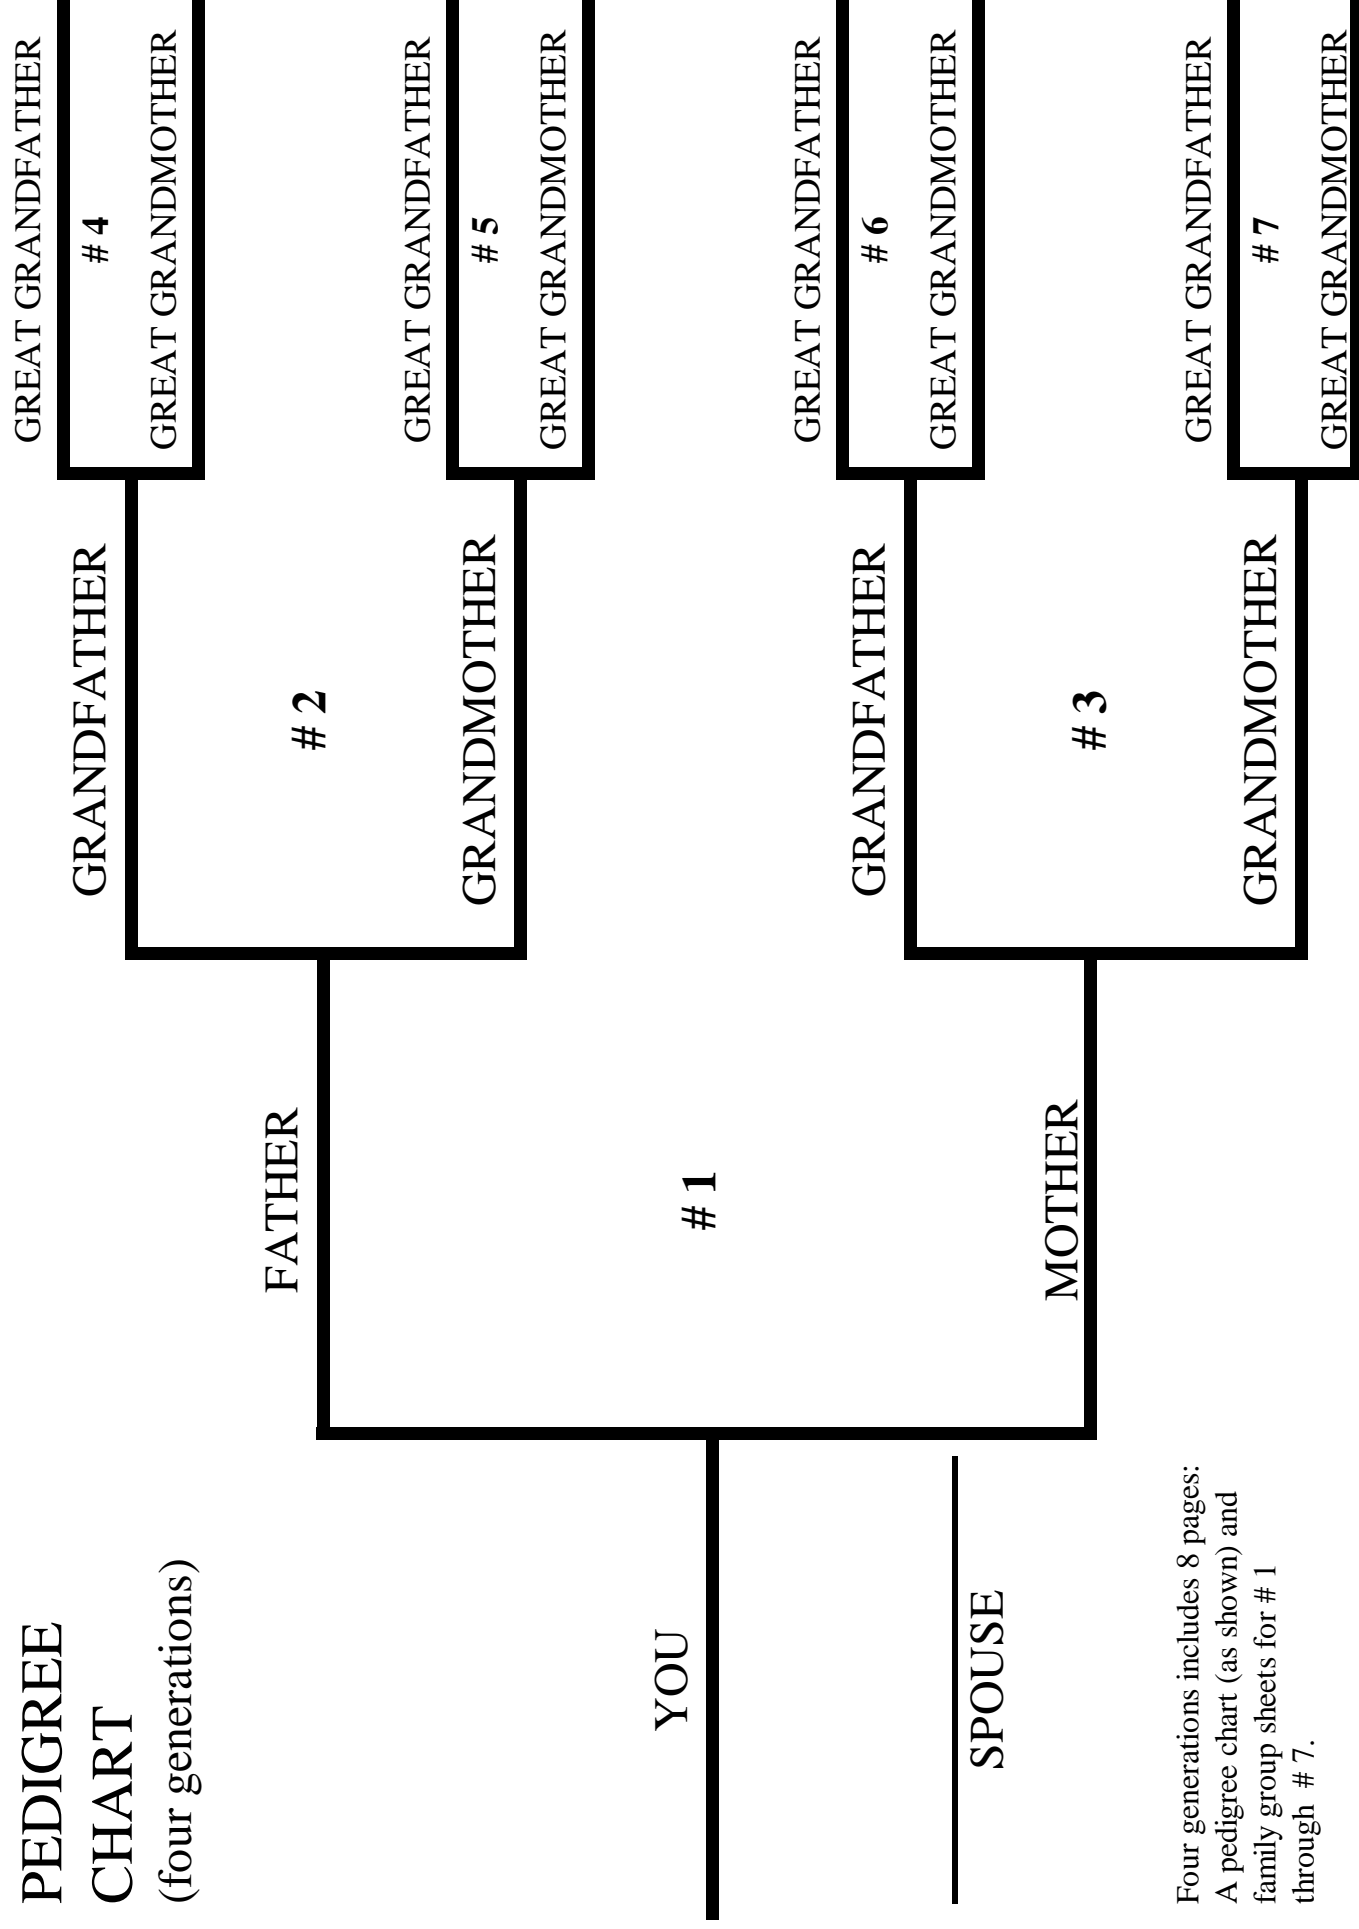 PEDIGREE
CHART
(four generations)
YOU
SPOUSE
Four generations includes 8 pages:
A pedigree chart (as shown) and
family group sheets for # 1
through # 7.
FATHER
# 1
MOTHER
GRANDFATHER
# 2
GRANDMOTHER
GRANDFATHER
# 3
GRANDMOTHER
GREAT GRANDFATHER
# 4
GREAT GRANDMOTHER
GREAT GRANDFATHER
# 5
GREAT GRANDMOTHER
GREAT GRANDFATHER
# 6
GREAT GRANDMOTHER
GREAT GRANDFATHER
# 7
GREAT GRANDMOTHER